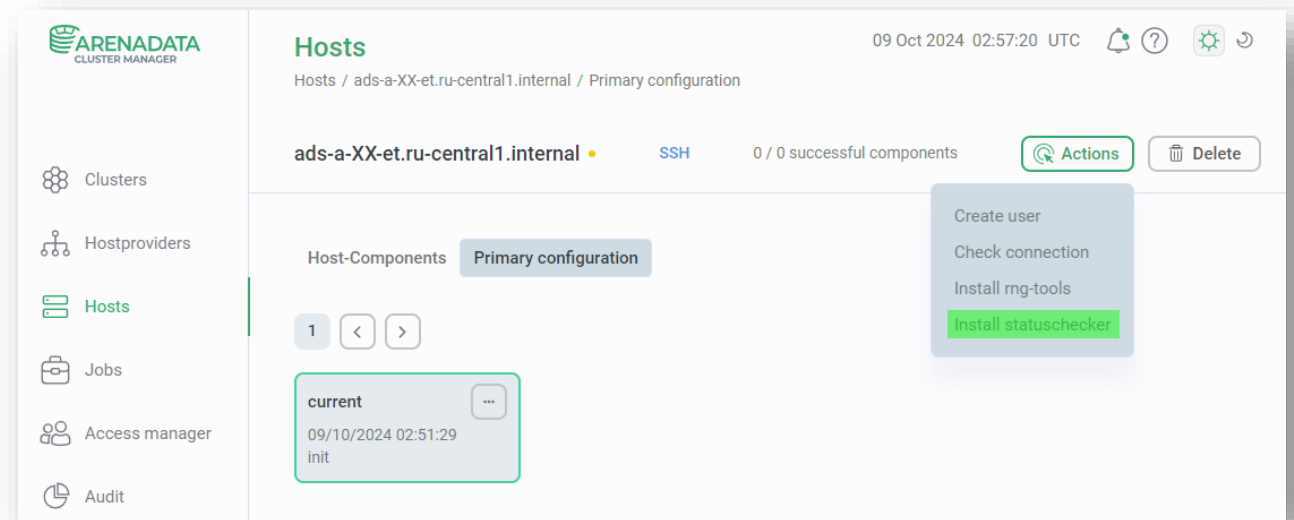 ARENADATA
CLUSTER MANAGER
Hosts
09 Oct 2024 02:57:20 UTC
Hosts / ads-a-XX-et.ru-central1.internal / Primary configuration
ads-a-XX-et.ru-central1.internal
SSH
0 / 0 successful components
Actions
Delete
Clusters
Hostproviders
Hosts
Jobs
Access manager
Audit
Create user
Check connection
Install rng-tools
Install statuschecker
Host-Components
Primary configuration
1
current
09/10/2024 02:51:29
init